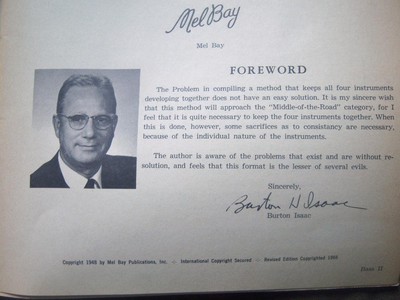 Mel Bay
Mel Bay
FOREWORD
The Problem in compiling a method that keeps all four instruments
developing together does not have an easy solution. It is my sincere wish
that this method will approach the "Middle-of-the-Road" category, for I
feel that it is quite necessary to keep the four instruments together. When
this is done, however, some sacrifices as to consistancy are necessary,
because of the individual nature of the instruments.
The author is aware of the problems that exist and are without re-
solution, and feels that this format is the lesser of several evils.
Sincerely,
Burton H Isaac
Burton Isaac
Copyright 1948 by Mel Bay Publications, Inc. — International Copyright Secured — Revised Edition Copyrighted 1966